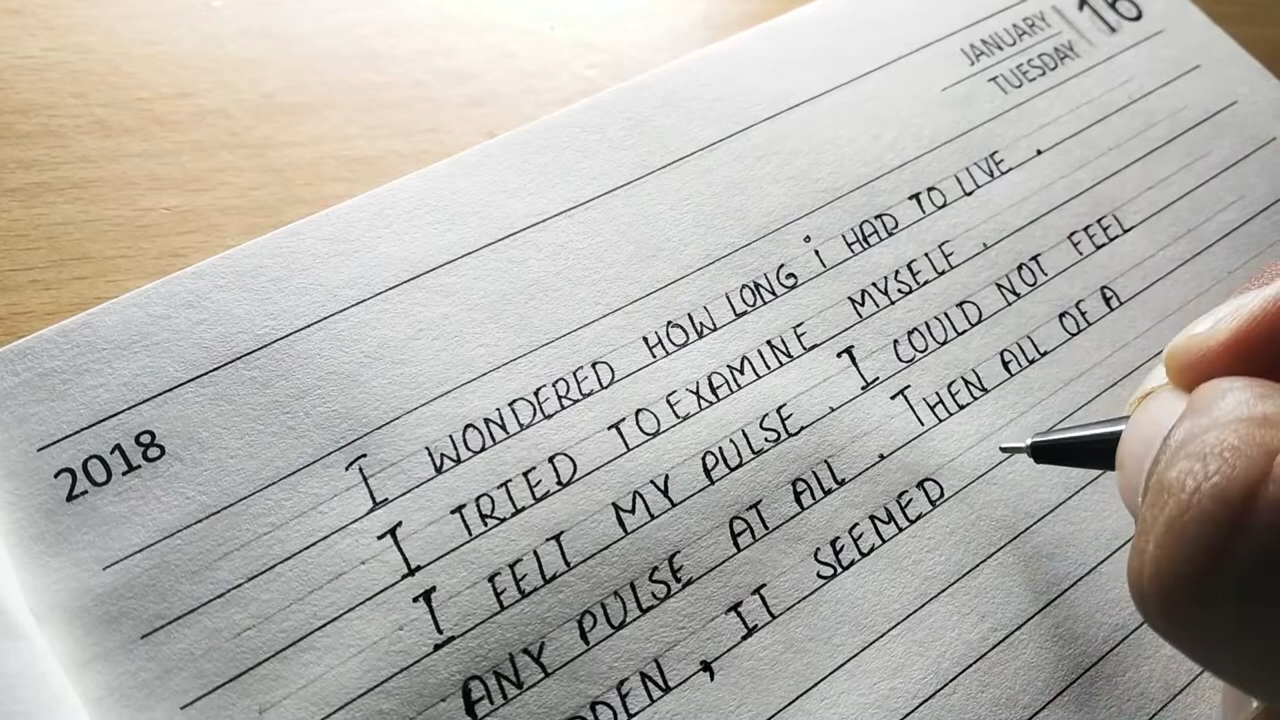 JANUARY 16
TUESDAY
2018
I WONDERED HOW LONG i HAD TO LIVE .
I TRIED TO EXAMINE MYSELF .
I FELT MY PULSE . I COULD NOT FEEL
ANY PULSE AT ALL . THEN ALL OF A
DDEN , IT SEEMED